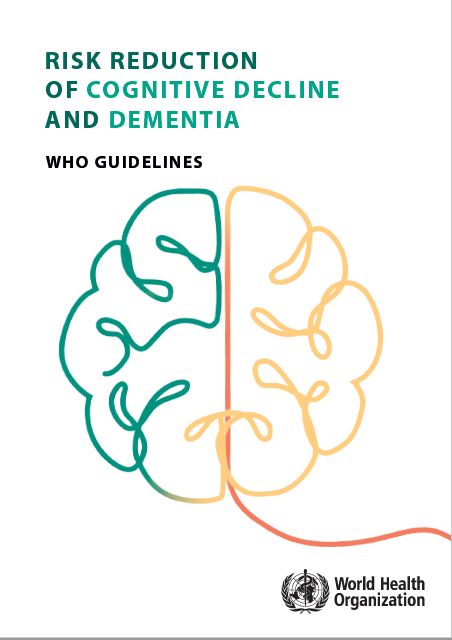 RISK REDUCTION
OF COGNITIVE DECLINE
AND DEMENTIA
WHO GUIDELINES
World Health
Organization